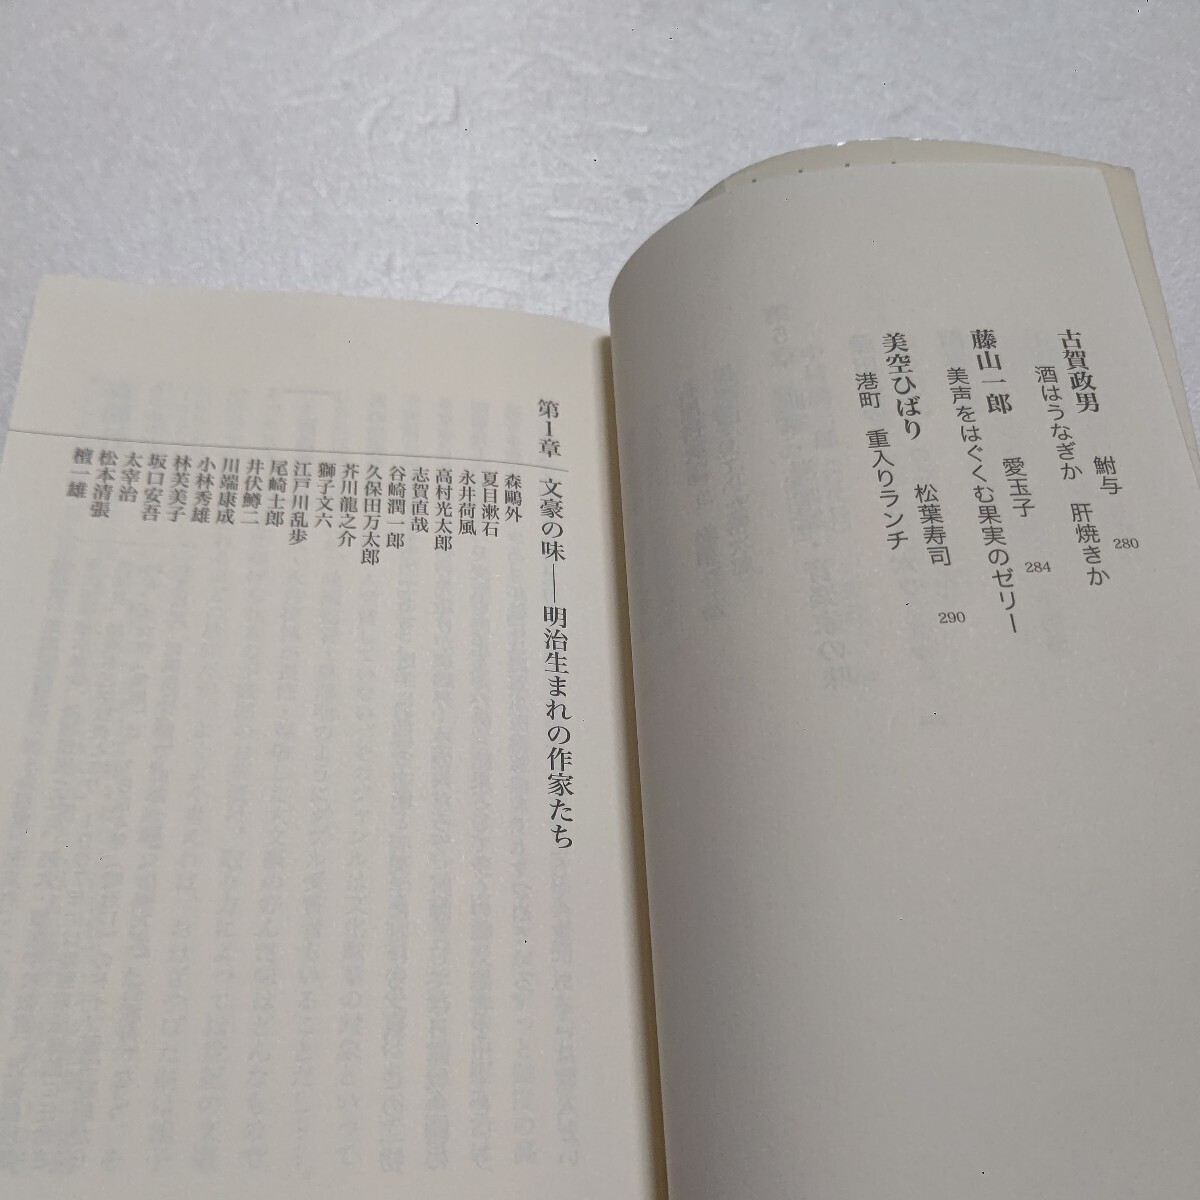 古賀政男　鮒与
酒はうなぎか　肝焼きか 280
藤山一郎　愛玉子
美声をはぐくむ果実のゼリー 284
美空ひばり　松葉寿司
港町　重入りランチ 290
第1章　文豪の味――明治生まれの作家たち
森鷗外
夏目漱石
永井荷風
高村光太郎
志賀直哉
谷崎潤一郎
久保田万太郎
芥川龍之介
獅子文六
江戸川乱歩
尾崎士郎
井伏鱒二
川端康成
小林秀雄
林芙美子
坂口安吾
太宰治
松本清張
檀一雄